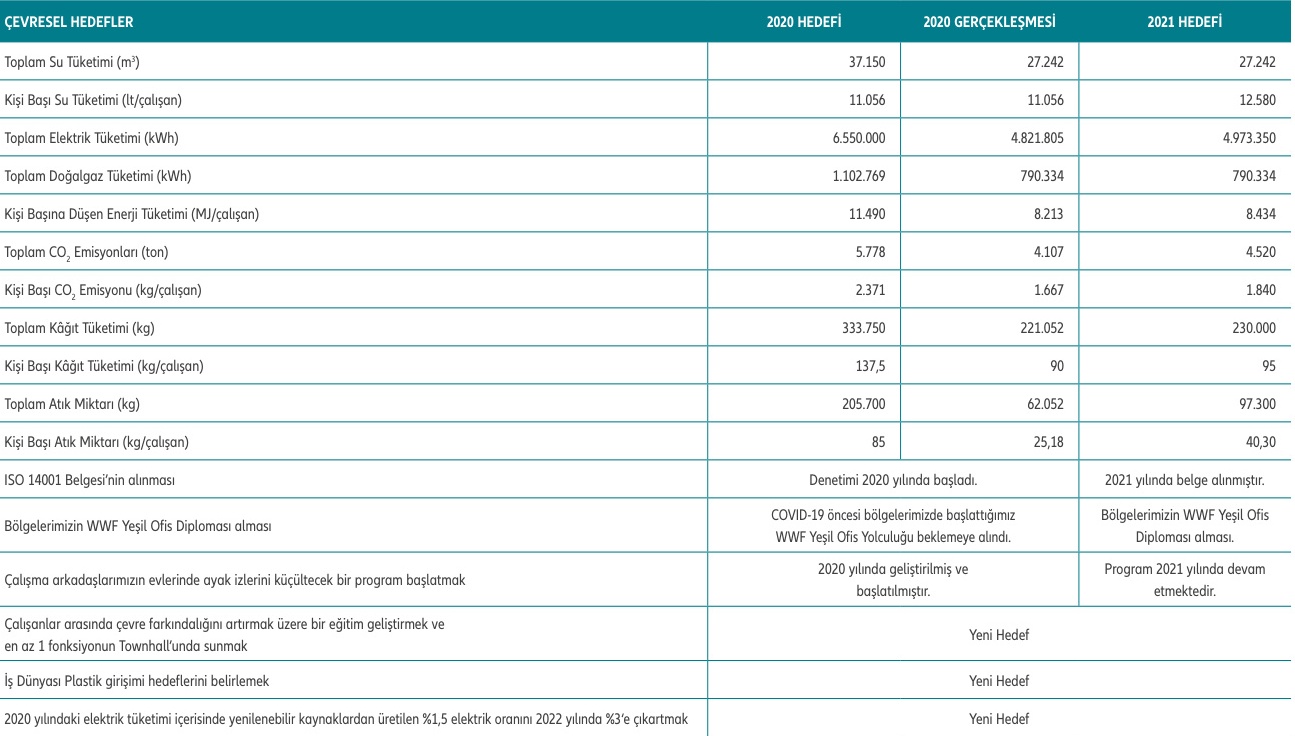 ÇEVRESEL HEDEFLER 2020 HEDEFİ 2020 GERÇEKLEŞMESİ 2021 HEDEFİ
Toplam Su Tüketimi (m³) 37.150 27.242 27.242
Kişi Başı Su Tüketimi (lt/çalışan) 11.056 11.056 12.580
Toplam Elektrik Tüketimi (kWh) 6.550.000 4.821.805 4.973.350
Toplam Doğalgaz Tüketimi (kWh) 1.102.769 790.334 790.334
Kişi Başına Düşen Enerji Tüketimi (MJ/çalışan) 11.490 8.213 8.434
Toplam CO₂ Emisyonları (ton) 5.778 4.107 4.520
Kişi Başı CO₂ Emisyonu (kg/çalışan) 2.371 1.667 1.840
Toplam Kâğıt Tüketimi (kg) 333.750 221.052 230.000
Kişi Başı Kâğıt Tüketimi (kg/çalışan) 137,5 90 95
Toplam Atık Miktarı (kg) 205.700 62.052 97.300
Kişi Başı Atık Miktarı (kg/çalışan) 85 25,18 40,30
ISO 14001 Belgesi'nin alınması Denetimi 2020 yılında başladı. 2021 yılında belge alınmıştır.
Bölgelerimizin WWF Yeşil Ofis Diploması alması
COVID-19 öncesi bölgelerimizde başlattığımız
WWF Yeşil Ofis Yolculuğu beklemeye alındı.
Bölgelerimizin WWF Yeşil Ofis
Diploması alması.
Çalışma arkadaşlarımızın evlerinde ayak izlerini küçültecek bir program başlatmak
2020 yılında geliştirilmiş ve
başlatılmıştır.
Program 2021 yılında devam
etmektedir.
Çalışanlar arasında çevre farkındalığını artırmak üzere bir eğitim geliştirmek ve
en az 1 fonksiyonun Townhall'unda sunmak
Yeni Hedef
İş Dünyası Plastik girişimi hedeflerini belirlemek Yeni Hedef
2020 yılındaki elektrik tüketimi içerisinde yenilenebilir kaynaklardan üretilen %1,5 elektrik oranını 2022 yılında %3'e çıkartmak Yeni Hedef